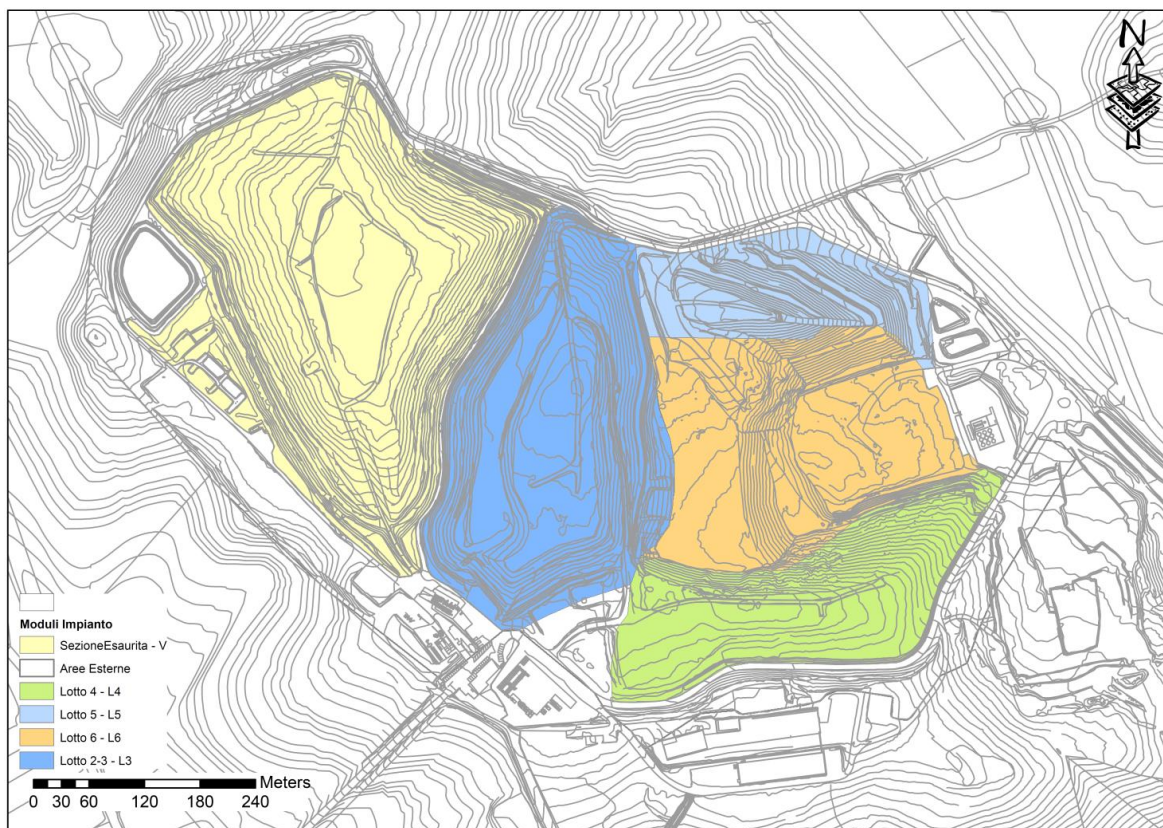 N
Moduli Impianto
SezioneEsaurita - V
Aree Esterne
Lotto 4 - L4
Lotto 5 - L5
Lotto 6 - L6
Lotto 2-3 - L3
Meters
0 30 60 120 180 240